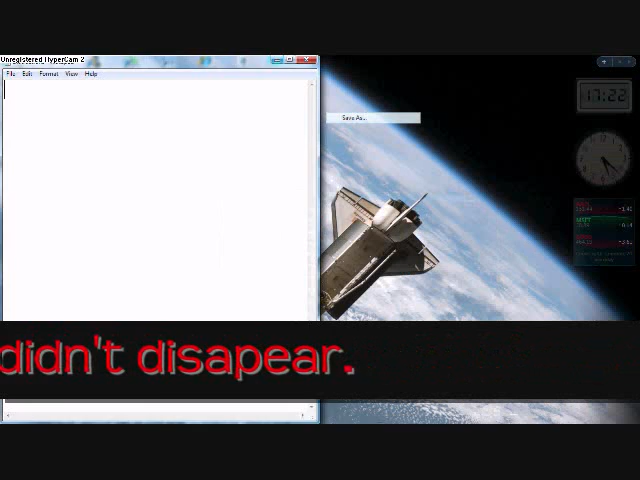 Unregistered HyperCam 2
File Edit Format View Help
17:22
Save As...
didn't disapear.